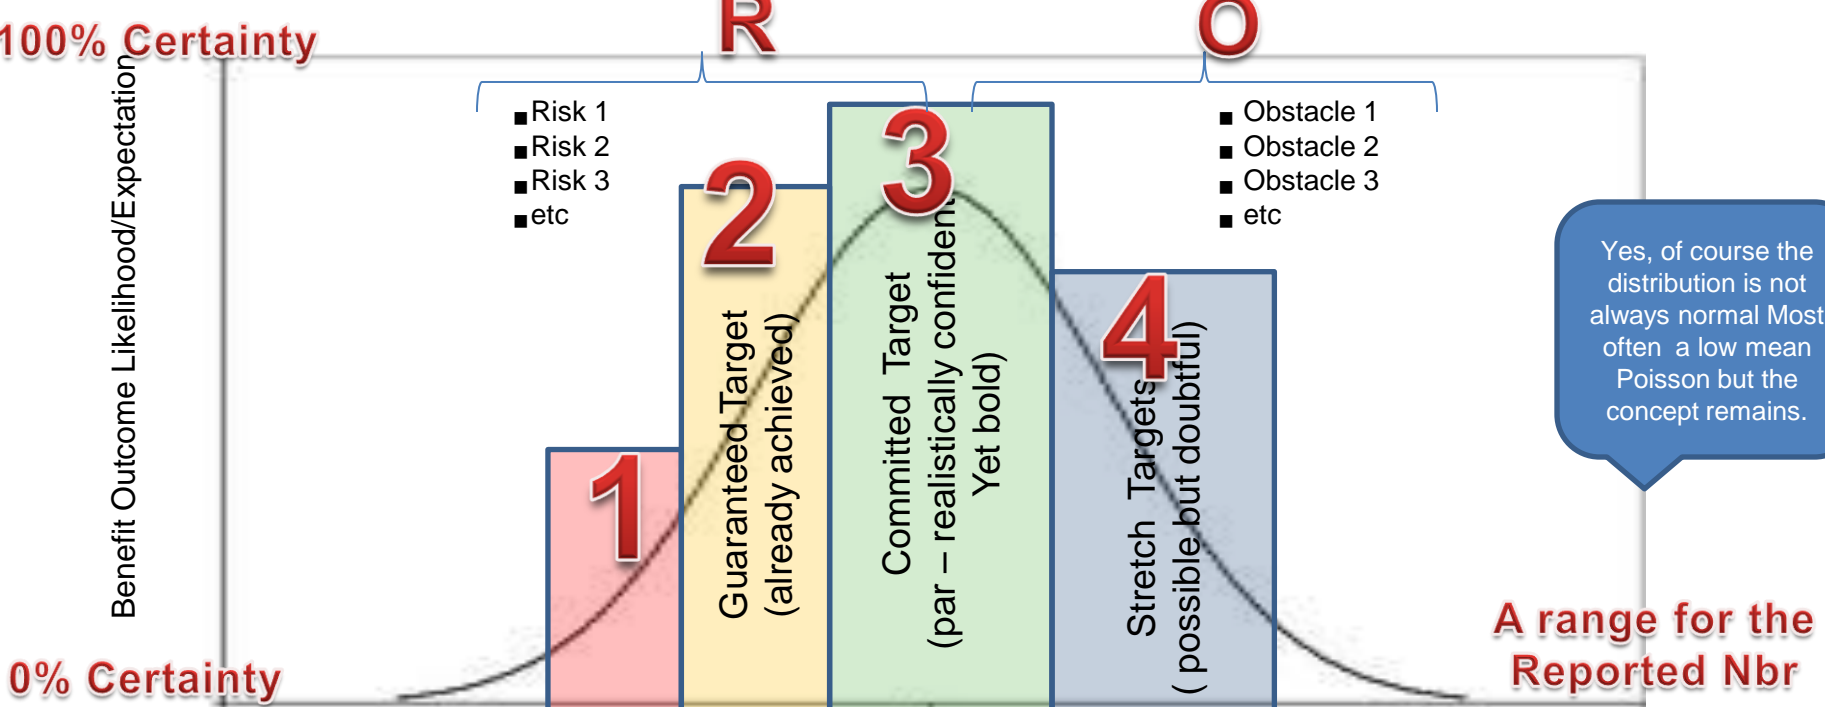 R
O
100% Certainty
Benefit Outcome Likelihood/Expectation
Risk 1
Risk 2
Risk 3
etc
Obstacle 1
Obstacle 2
Obstacle 3
etc
1
2
Guaranteed Target
(already achieved)
3
Committed Target
(par – realistically confident
Yet bold)
4
Stretch Targets
( possible but doubtful)
Yes, of course the
distribution is not
always normal Most
often a low mean
Poisson but the
concept remains.
0% Certainty
A range for the
Reported Nbr